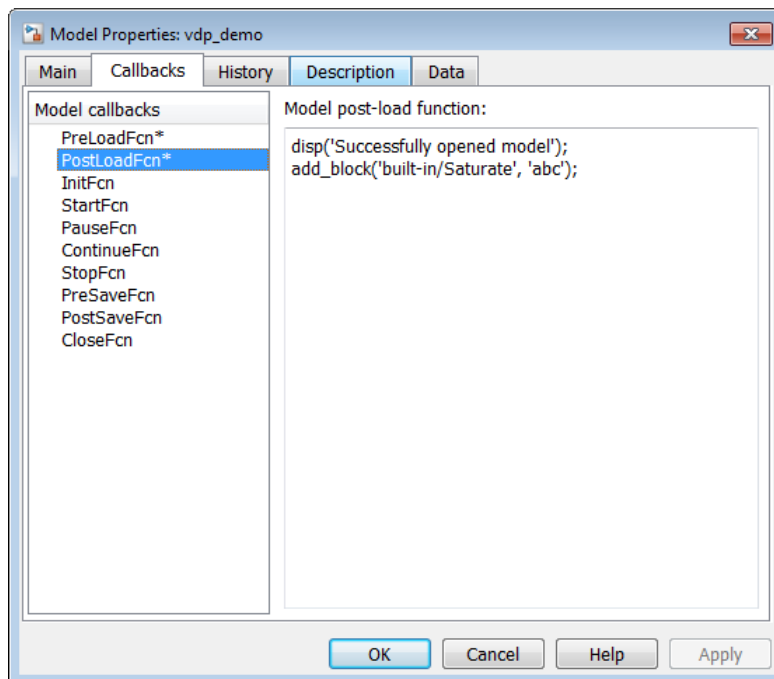 Model Properties: vdp_demo
Main Callbacks History Description Data
Model callbacks
PreLoadFcn*
PostLoadFcn*
InitFcn
StartFcn
PauseFcn
ContinueFcn
StopFcn
PreSaveFcn
PostSaveFcn
CloseFcn
Model post-load function:
disp('Successfully opened model');
add_block('built-in/Saturate', 'abc');
OK Cancel Help Apply